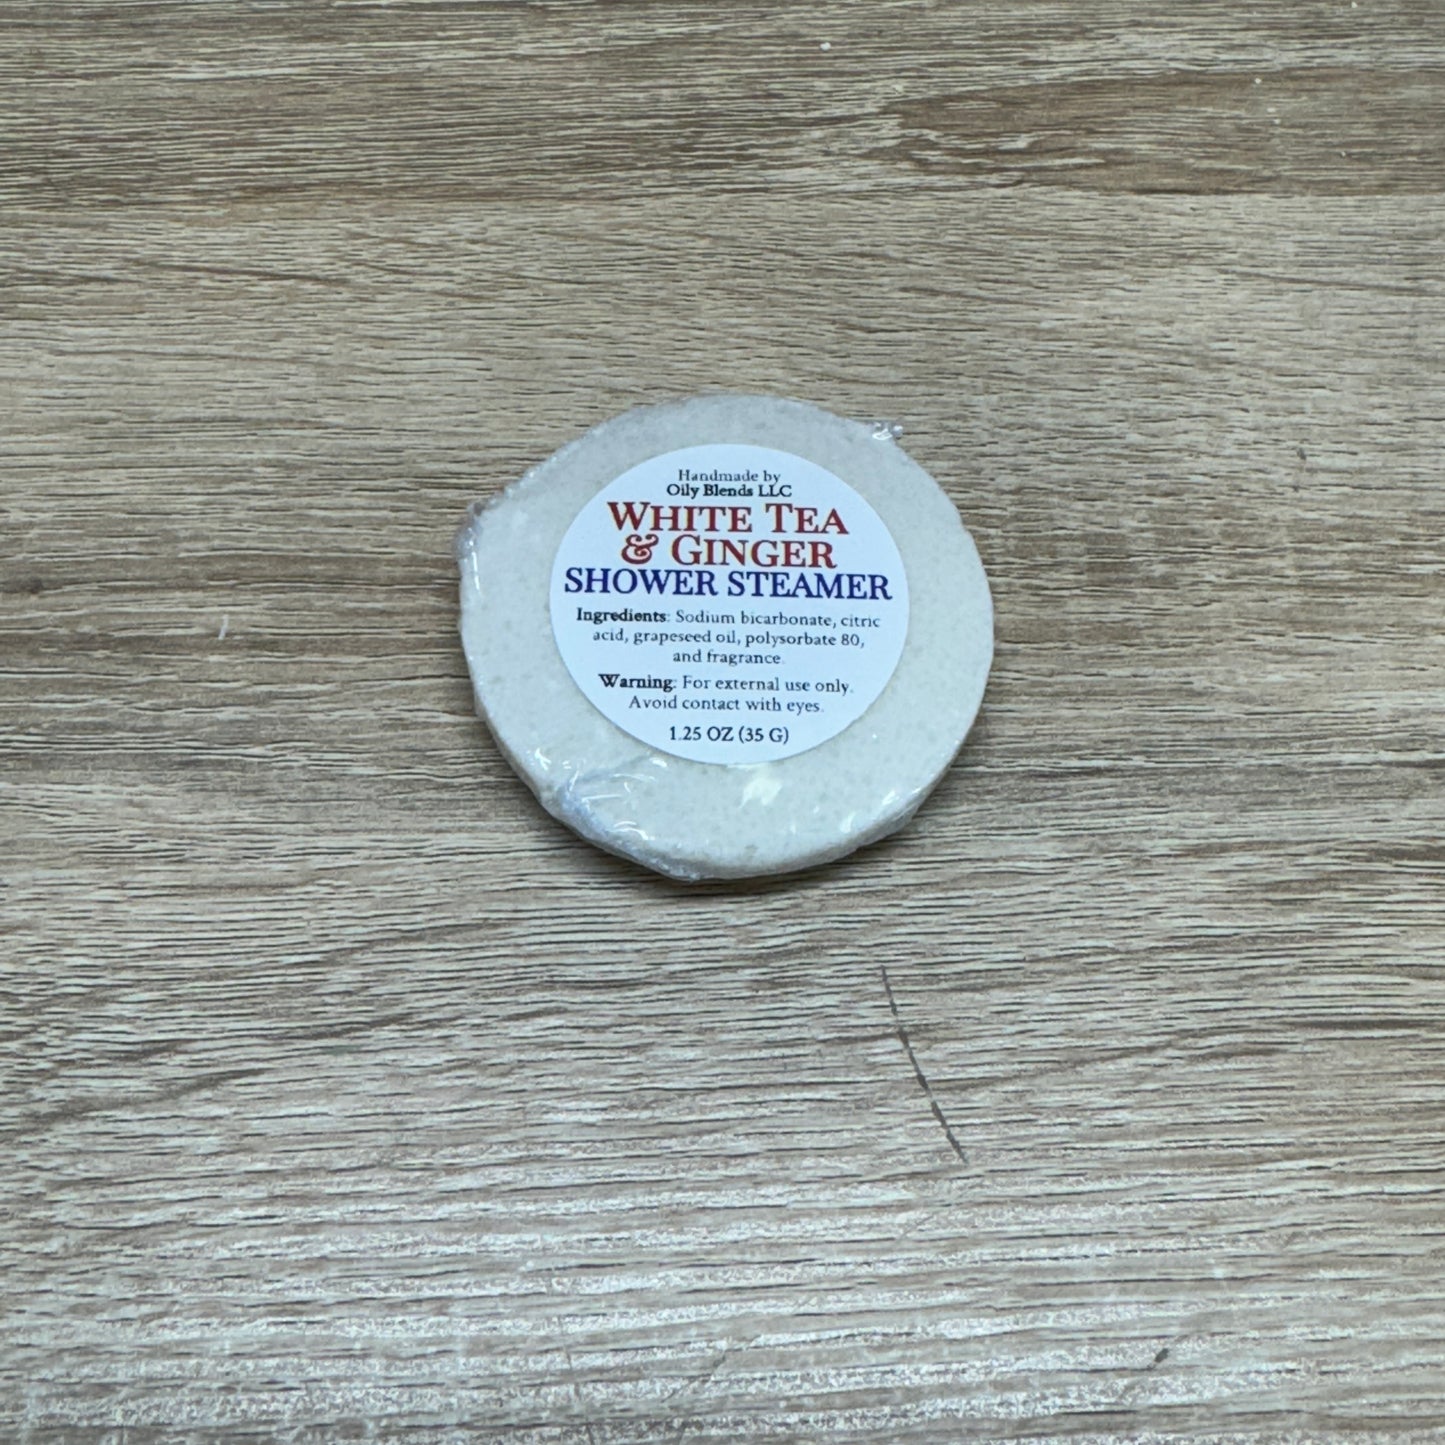 Handmade by
Oily Blends LLC
WHITE TEA
& GINGER
SHOWER STEAMER
Ingredients: Sodium bicarbonate, citric
acid, grapeseed oil, polysorbate 80,
and fragrance.
Warning: For external use only.
Avoid contact with eyes.
1.25 OZ (35 G)